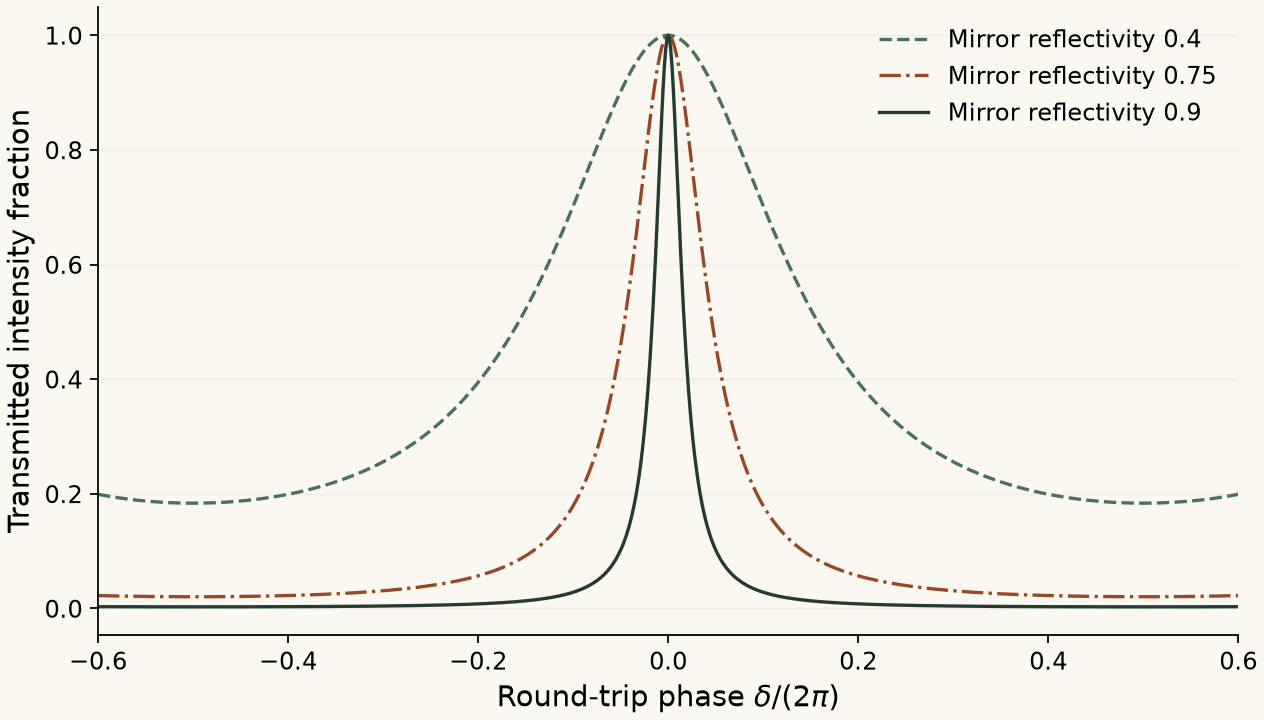 Mirror reflectivity 0.4
Mirror reflectivity 0.75
Mirror reflectivity 0.9
Transmitted intensity fraction
1.0
0.8
0.6
0.4
0.2
0.0
−0.6 −0.4 −0.2 0.0 0.2 0.4 0.6
Round-trip phase δ/(2π)